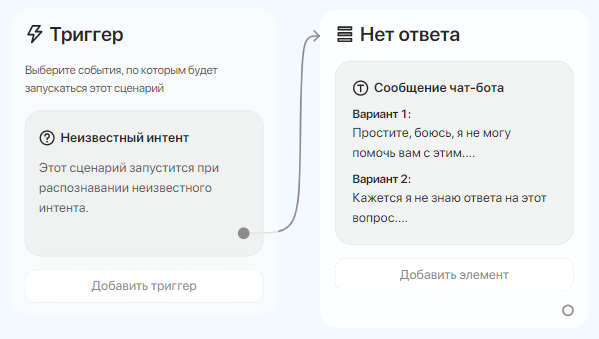 Триггер
Выберите события, по которым будет
запускаться этот сценарий
Неизвестный интент
Этот сценарий запустится при
распознавании неизвестного
интента.
Добавить триггер
Нет ответа
Сообщение чат-бота
Вариант 1:
Простите, боюсь, я не могу
помочь вам с этим....
Вариант 2:
Кажется я не знаю ответа на этот
вопрос....
Добавить элемент